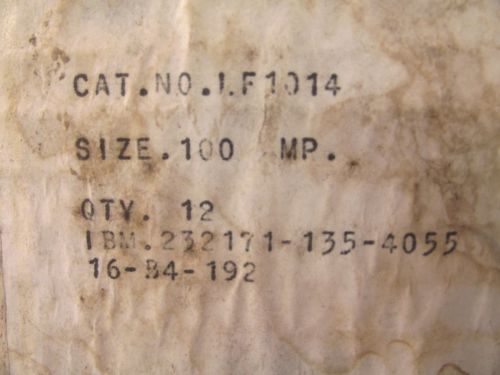 CAT.NO.LF1014
SIZE.100 MP.
QTY. 12
IBM.232171-135-4055
16-B4-192